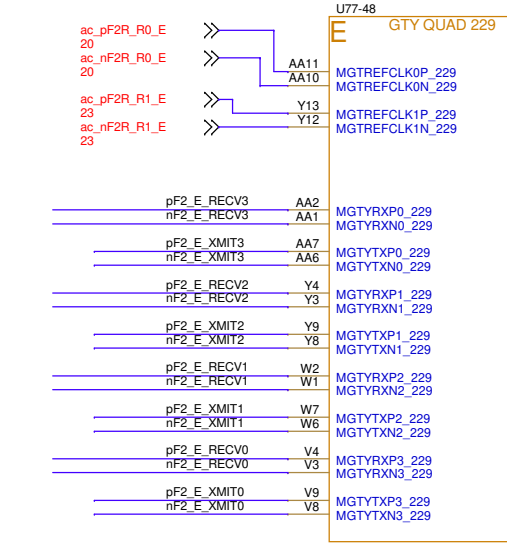 U77-48
E GTY QUAD 229
ac_pF2R_R0_E
20
ac_nF2R_R0_E
20
AA11 MGTREFCLK0P_229
AA10 MGTREFCLK0N_229
ac_pF2R_R1_E
23
ac_nF2R_R1_E
23
Y13 MGTREFCLK1P_229
Y12 MGTREFCLK1N_229
pF2_E_RECV3 AA2 MGTYRXP0_229
nF2_E_RECV3 AA1 MGTYRXN0_229
pF2_E_XMIT3 AA7 MGTYTXP0_229
nF2_E_XMIT3 AA6 MGTYTXN0_229
pF2_E_RECV2 Y4 MGTYRXP1_229
nF2_E_RECV2 Y3 MGTYRXN1_229
pF2_E_XMIT2 Y9 MGTYTXP1_229
nF2_E_XMIT2 Y8 MGTYTXN1_229
pF2_E_RECV1 W2 MGTYRXP2_229
nF2_E_RECV1 W1 MGTYRXN2_229
pF2_E_XMIT1 W7 MGTYTXP2_229
nF2_E_XMIT1 W6 MGTYTXN2_229
pF2_E_RECV0 V4 MGTYRXP3_229
nF2_E_RECV0 V3 MGTYRXN3_229
pF2_E_XMIT0 V9 MGTYTXP3_229
nF2_E_XMIT0 V8 MGTYTXN3_229